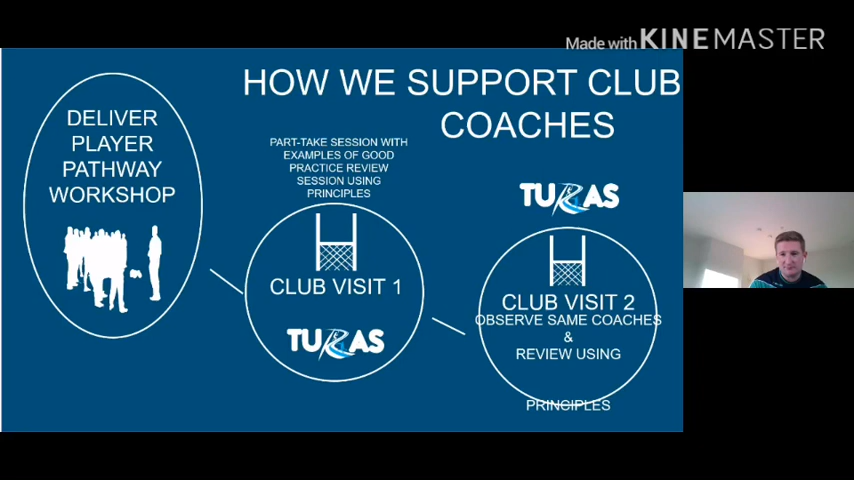 Made with KINEMASTER
HOW WE SUPPORT CLUB
COACHES
DELIVER
PLAYER
PATHWAY
WORKSHOP
PART-TAKE SESSION WITH
EXAMPLES OF GOOD
PRACTICE REVIEW
SESSION USING
PRINCIPLES
CLUB VISIT 1
TURAS
TURAS
CLUB VISIT 2
OBSERVE SAME COACHES
&
REVIEW USING
PRINCIPLES